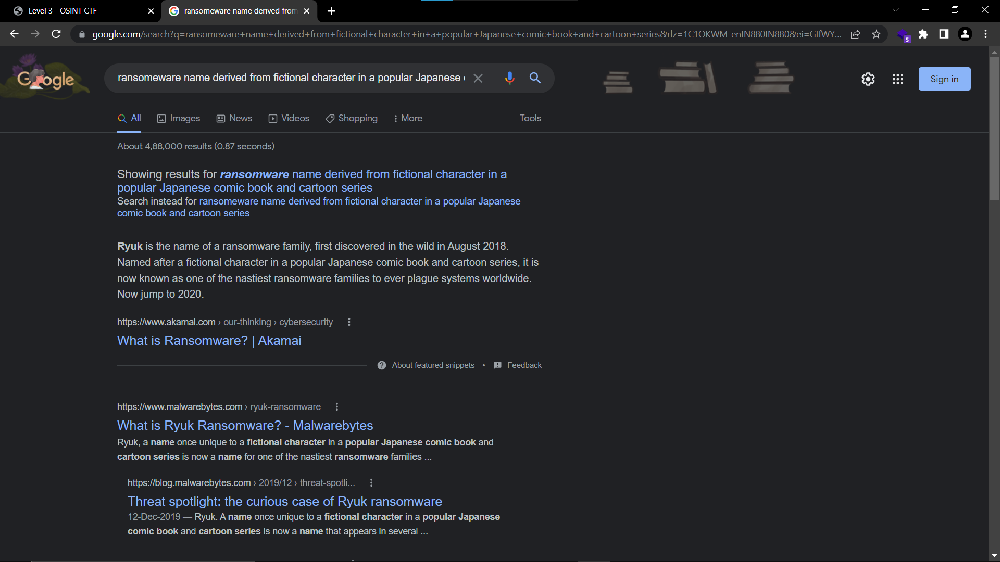 Level 3 - OSINT CTF
ransomeware name derived from
google.com/search?q=ransomeware+name+derived+from+fictional+character+in+a+popular+Japanese+comic+book+and+cartoon+series&rlz=1C1OKWM_enIN880IN880&ei=GIfWY...
5
Google
ransomeware name derived from fictional character in a popular Japanese
Sign in
All
Images
News
Videos
Shopping
More
Tools
About 4,88,000 results (0.87 seconds)
Showing results for ransomware name derived from fictional character in a
popular Japanese comic book and cartoon series
Search instead for ransomeware name derived from fictional character in a popular Japanese
comic book and cartoon series
Ryuk is the name of a ransomware family, first discovered in the wild in August 2018.
Named after a fictional character in a popular Japanese comic book and cartoon series, it is
now known as one of the nastiest ransomware families to ever plague systems worldwide.
Now jump to 2020.
https://www.akamai.com › our-thinking › cybersecurity
What is Ransomware? | Akamai
About featured snippets • Feedback
https://www.malwarebytes.com › ryuk-ransomware
What is Ryuk Ransomware? - Malwarebytes
Ryuk, a name once unique to a fictional character in a popular Japanese comic book and
cartoon series is now a name for one of the nastiest ransomware families ...
https://blog.malwarebytes.com › 2019/12 › threat-spotli...
Threat spotlight: the curious case of Ryuk ransomware
12-Dec-2019 — Ryuk. A name once unique to a fictional character in a popular Japanese
comic book and cartoon series is now a name that appears in several ...